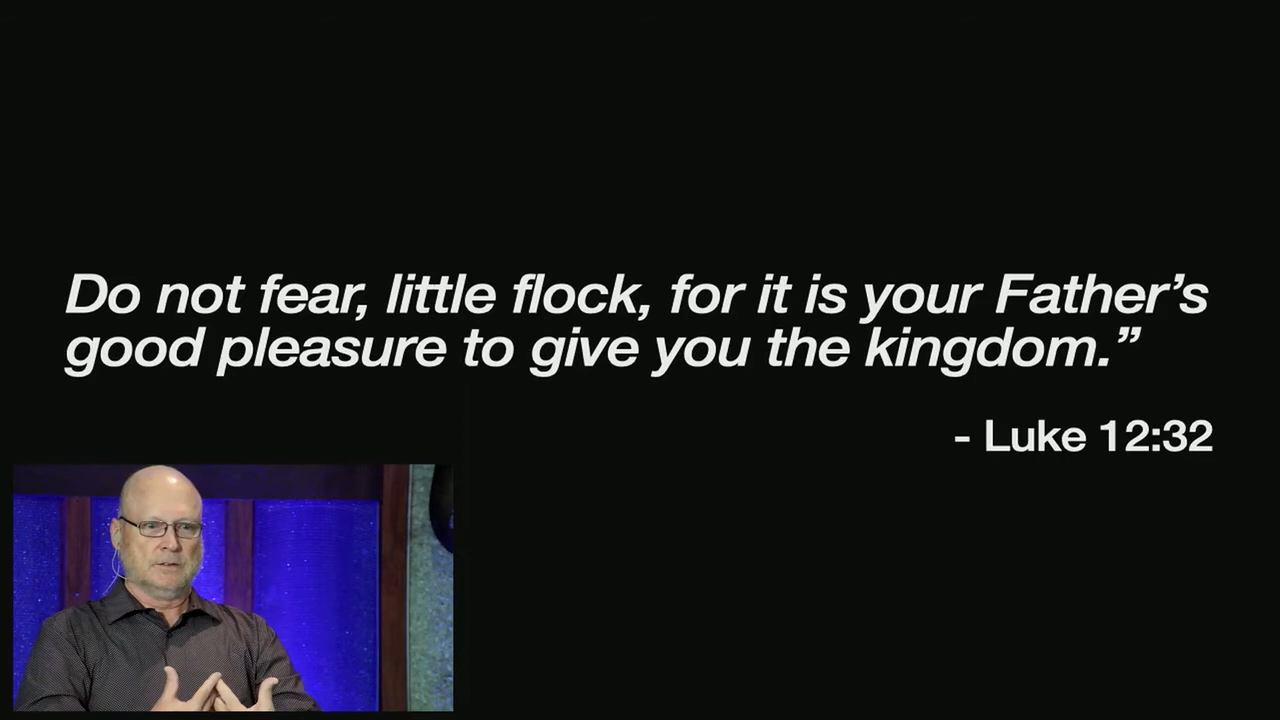 Do not fear, little flock, for it is your Father’s
good pleasure to give you the kingdom.”
- Luke 12:32